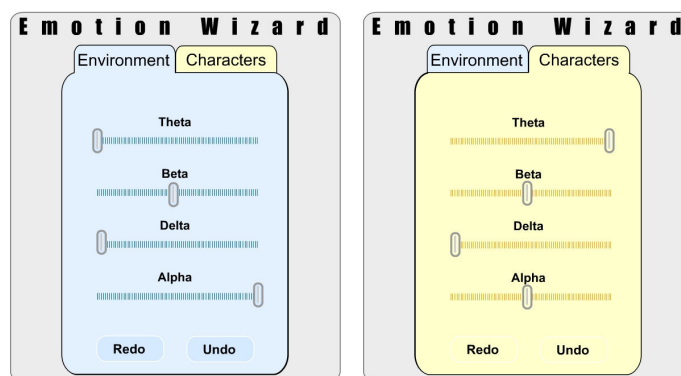 Emotion Wizard
Environment Characters
Theta
Beta
Delta
Alpha
Redo Undo
Emotion Wizard
Environment Characters
Theta
Beta
Delta
Alpha
Redo Undo